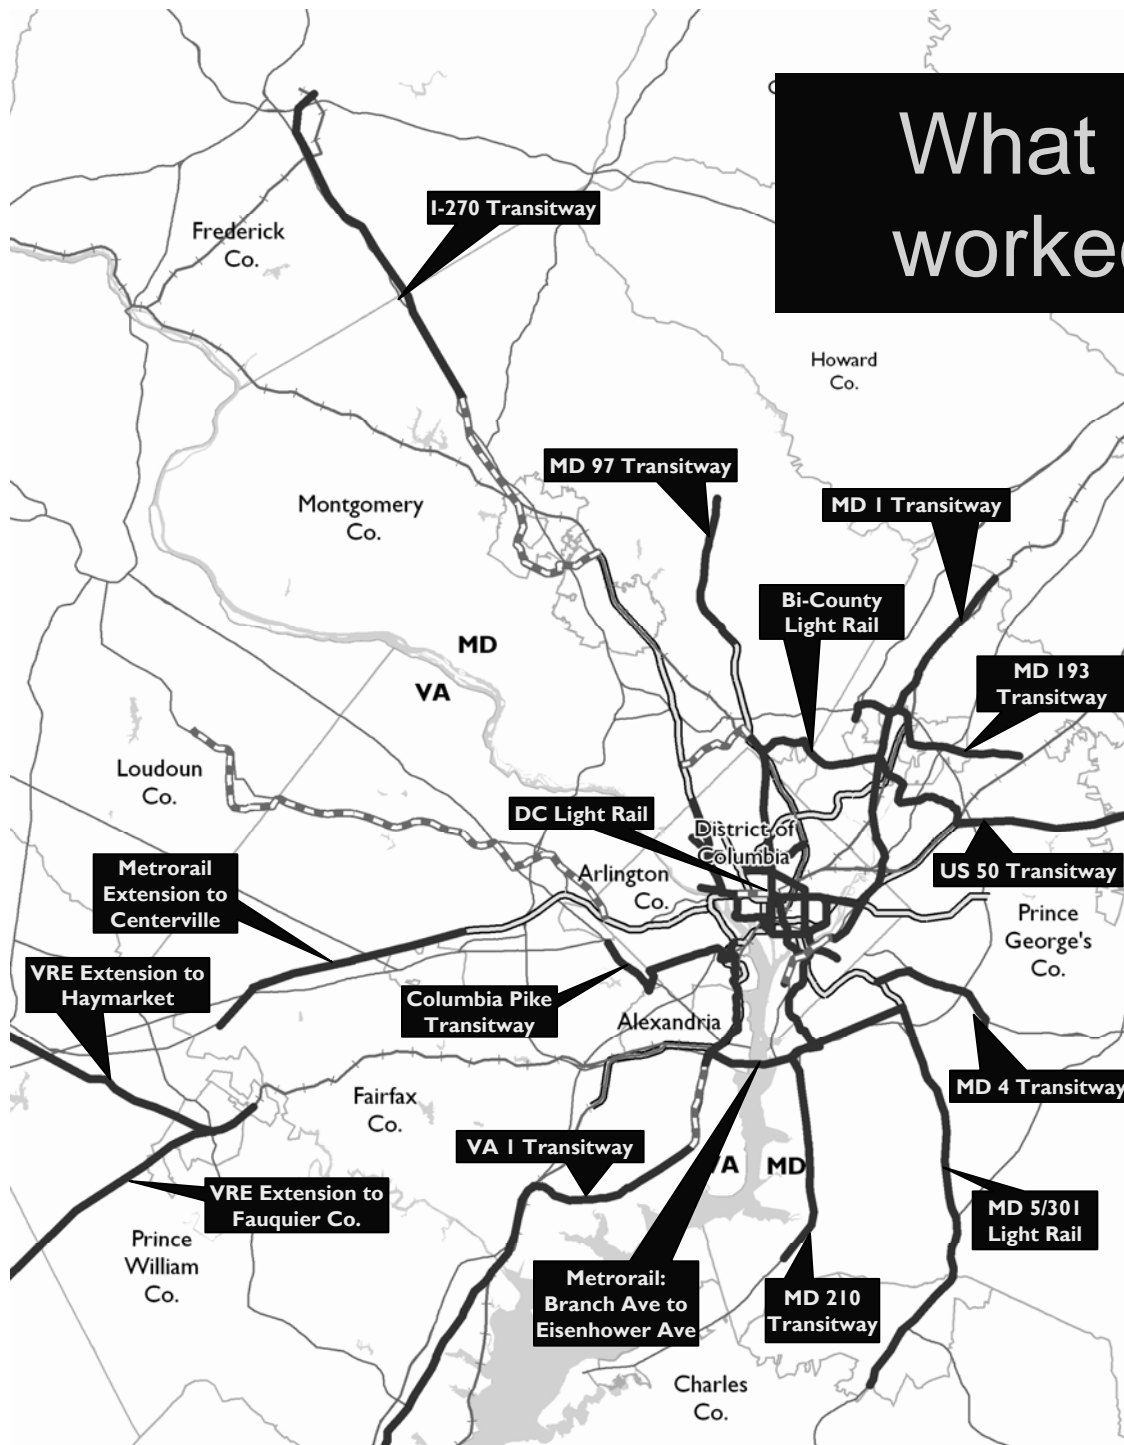 What
I-270 Transitway
Frederick
Co.
Howard
Co.
MD 97 Transitway
MD 1 Transitway
Montgomery
Co.
Bi-County
Light Rail
MD
VA
MD 193
Transitway
Loudoun
Co.
DC Light Rail
District of
Columbia
Metrorail
Extension to
Centerville
Arlington
Co.
US 50 Transitway
Prince
George's
Co.
VRE Extension to
Haymarket
Columbia Pike
Transitway
Alexandria
Fairfax
Co.
MD 4 Transitway
VA 1 Transitway
VA MD
VRE Extension to
Fauquier Co.
MD 5/301
Light Rail
Prince
William
Co.
Metrorail:
Branch Ave to
Eisenhower Ave
MD 210
Transitway
Charles
Co.